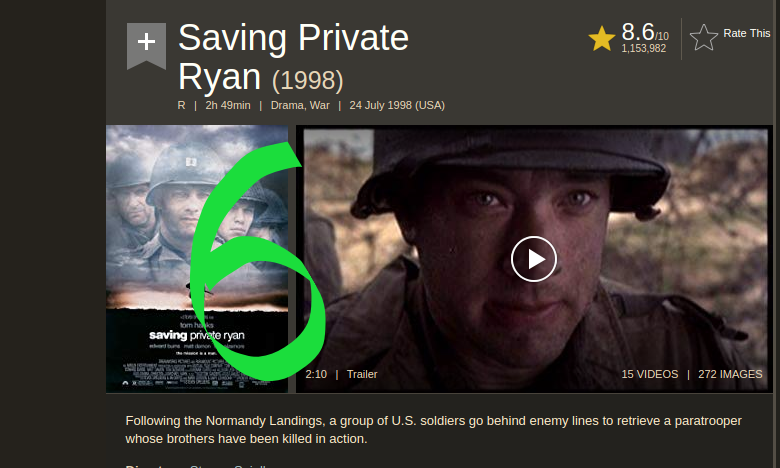 Saving Private
Ryan (1998)
8.6/10
1,153,982
Rate This
R | 2h 49min | Drama, War | 24 July 1998 (USA)
6
tom hanks
saving private ryan
edward burns matt damon
the mission is a man.
2:10 | Trailer
15 VIDEOS | 272 IMAGES
Following the Normandy Landings, a group of U.S. soldiers go behind enemy lines to retrieve a paratrooper
whose brothers have been killed in action.